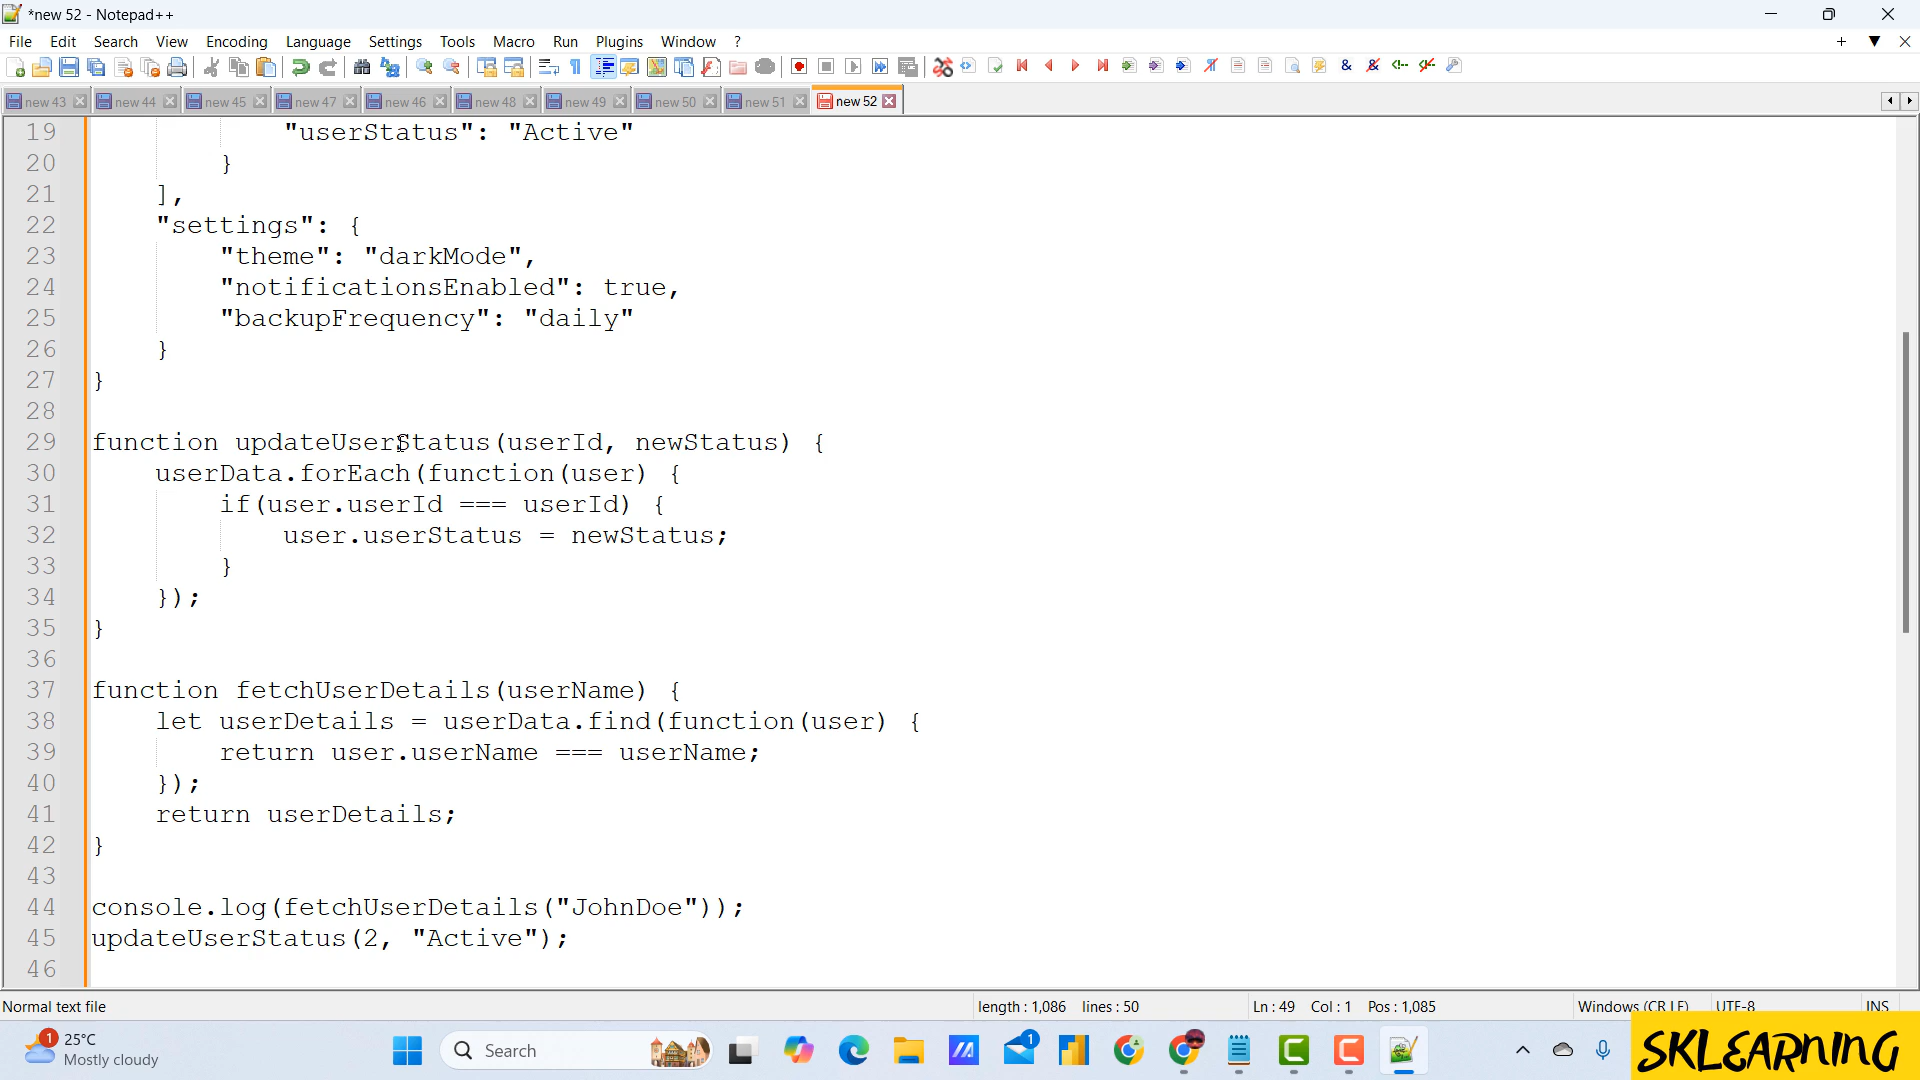 *new 52 - Notepad++
File Edit Search View Encoding Language Settings Tools Macro Run Plugins Window ?
new 43 new 44 new 45 new 47 new 46 new 48 new 49 new 50 new 51 new 52
19 "userStatus": "Active"
20 }
21 ],
22 "settings": {
23 "theme": "darkMode",
24 "notificationsEnabled": true,
25 "backupFrequency": "daily"
26 }
27 }
28
29 function updateUserStatus(userId, newStatus) {
30 userData.forEach(function(user) {
31 if(user.userId === userId) {
32 user.userStatus = newStatus;
33 }
34 });
35 }
36
37 function fetchUserDetails(userName) {
38 let userDetails = userData.find(function(user) {
39 return user.userName === userName;
40 });
41 return userDetails;
42 }
43
44 console.log(fetchUserDetails("JohnDoe"));
45 updateUserStatus(2, "Active");
46
Normal text file length : 1,086 lines : 50 Ln : 49 Col : 1 Pos : 1,085 Windows (CR LF) UTF-8 INS
1 25°C
Mostly cloudy
Search
1
SKLEARNING